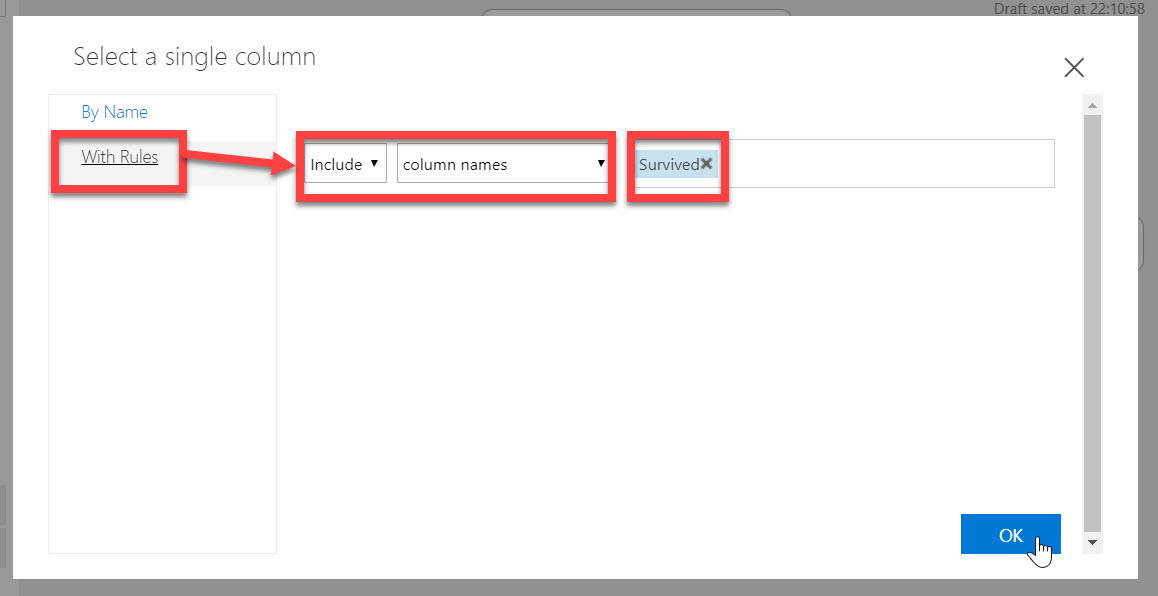 Draft saved at 22:10:58
Select a single column
By Name
With Rules
Include
column names
Survived
OK